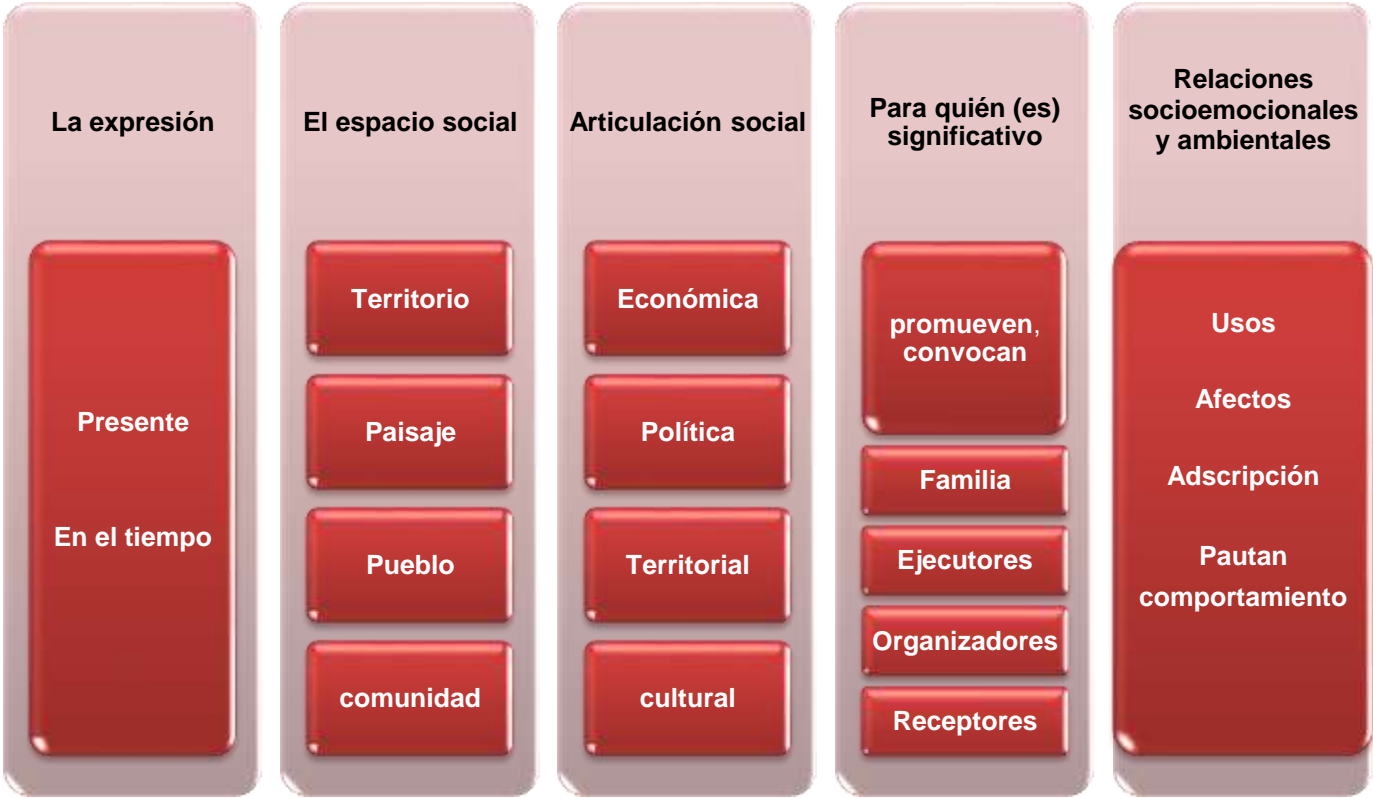 La expresión
Presente
En el tiempo
El espacio social
Territorio
Paisaje
Pueblo
comunidad
Articulación social
Económica
Política
Territorial
cultural
Para quién (es)
significativo
promueven,
convocan
Familia
Ejecutores
Organizadores
Receptores
Relaciones
socioemocionales
y ambientales
Usos
Afectos
Adscripción
Pautan
comportamiento